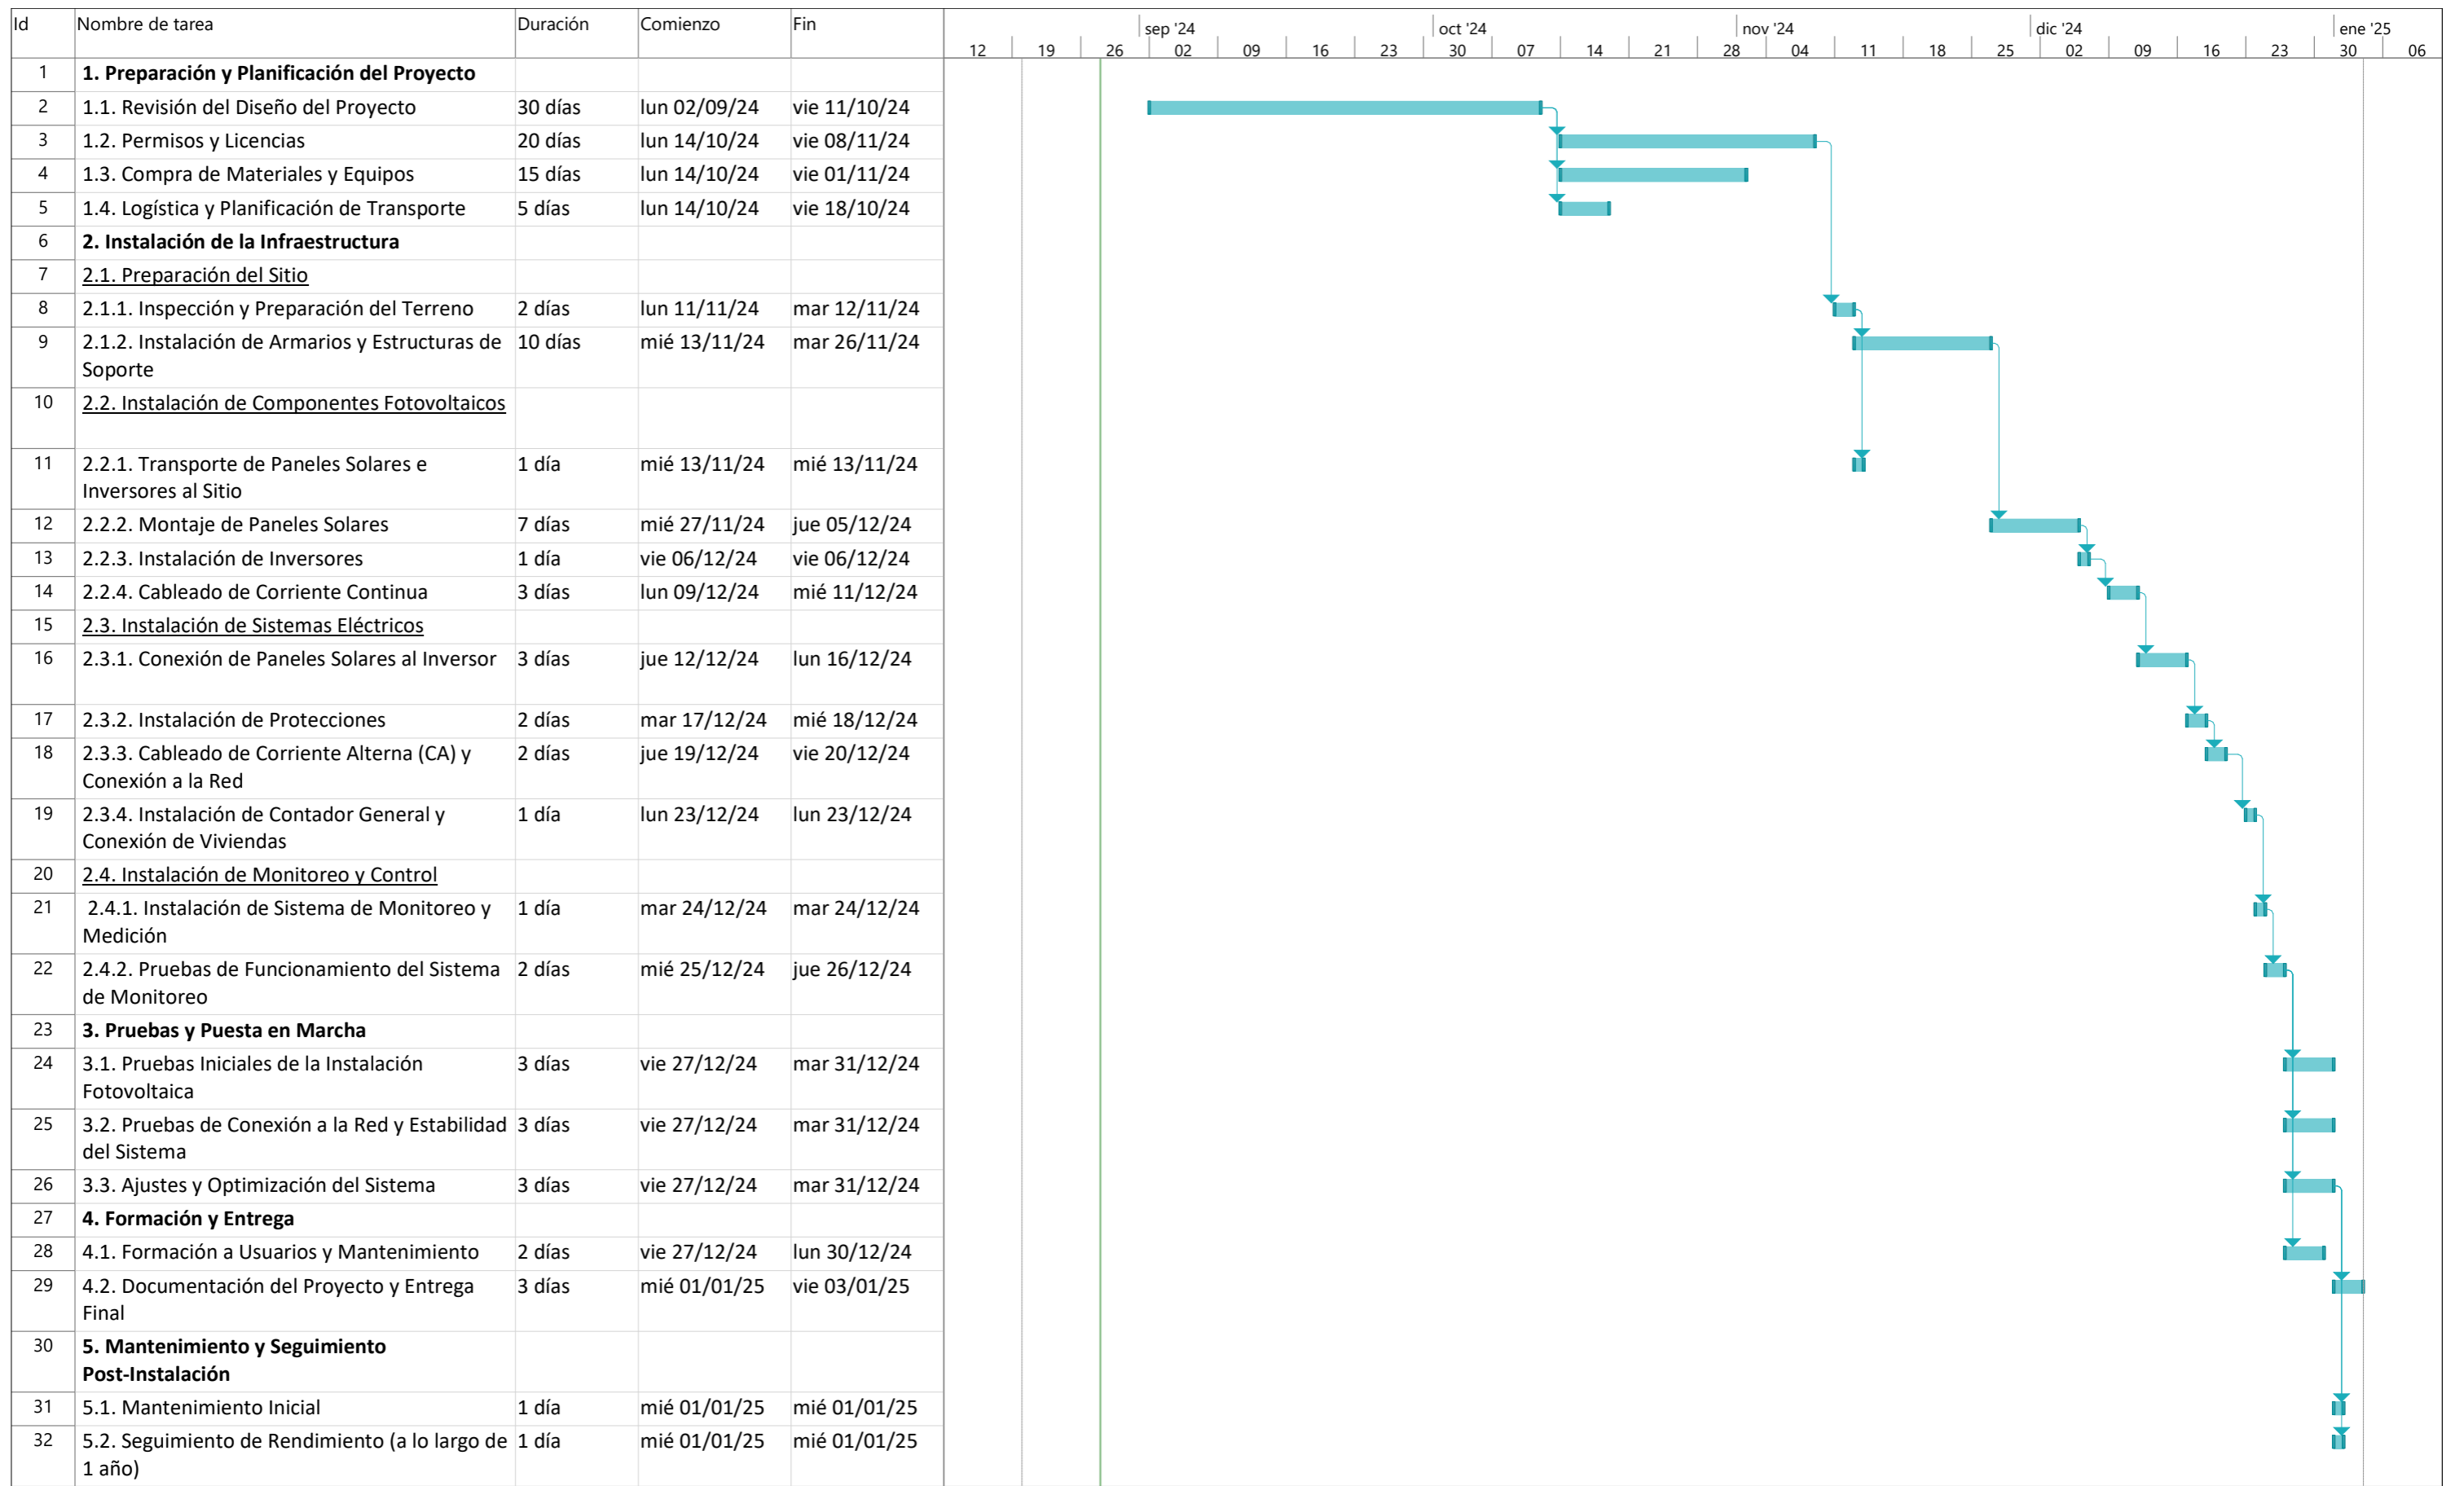 Id Nombre de tarea Duración Comienzo Fin
sep '24 oct '24 nov '24 dic '24 ene '25
12 19 26 02 09 16 23 30 07 14 21 28 04 11 18 25 02 09 16 23 30 06
1 1. Preparación y Planificación del Proyecto
2 1.1. Revisión del Diseño del Proyecto 30 días lun 02/09/24 vie 11/10/24
3 1.2. Permisos y Licencias 20 días lun 14/10/24 vie 08/11/24
4 1.3. Compra de Materiales y Equipos 15 días lun 14/10/24 vie 01/11/24
5 1.4. Logística y Planificación de Transporte 5 días lun 14/10/24 vie 18/10/24
6 2. Instalación de la Infraestructura
7 2.1. Preparación del Sitio
8 2.1.1. Inspección y Preparación del Terreno 2 días lun 11/11/24 mar 12/11/24
9 2.1.2. Instalación de Armarios y Estructuras de 10 días mié 13/11/24 mar 26/11/24
Soporte
10 2.2. Instalación de Componentes Fotovoltaicos
11 2.2.1. Transporte de Paneles Solares e 1 día mié 13/11/24 mié 13/11/24
Inversores al Sitio
12 2.2.2. Montaje de Paneles Solares 7 días mié 27/11/24 jue 05/12/24
13 2.2.3. Instalación de Inversores 1 día vie 06/12/24 vie 06/12/24
14 2.2.4. Cableado de Corriente Continua 3 días lun 09/12/24 mié 11/12/24
15 2.3. Instalación de Sistemas Eléctricos
16 2.3.1. Conexión de Paneles Solares al Inversor 3 días jue 12/12/24 lun 16/12/24
17 2.3.2. Instalación de Protecciones 2 días mar 17/12/24 mié 18/12/24
18 2.3.3. Cableado de Corriente Alterna (CA) y 2 días jue 19/12/24 vie 20/12/24
Conexión a la Red
19 2.3.4. Instalación de Contador General y 1 día lun 23/12/24 lun 23/12/24
Conexión de Viviendas
20 2.4. Instalación de Monitoreo y Control
21 2.4.1. Instalación de Sistema de Monitoreo y 1 día mar 24/12/24 mar 24/12/24
Medición
22 2.4.2. Pruebas de Funcionamiento del Sistema 2 días mié 25/12/24 jue 26/12/24
de Monitoreo
23 3. Pruebas y Puesta en Marcha
24 3.1. Pruebas Iniciales de la Instalación 3 días vie 27/12/24 mar 31/12/24
Fotovoltaica
25 3.2. Pruebas de Conexión a la Red y Estabilidad 3 días vie 27/12/24 mar 31/12/24
del Sistema
26 3.3. Ajustes y Optimización del Sistema 3 días vie 27/12/24 mar 31/12/24
27 4. Formación y Entrega
28 4.1. Formación a Usuarios y Mantenimiento 2 días vie 27/12/24 lun 30/12/24
29 4.2. Documentación del Proyecto y Entrega 3 días mié 01/01/25 vie 03/01/25
Final
30 5. Mantenimiento y Seguimiento
Post-Instalación
31 5.1. Mantenimiento Inicial 1 día mié 01/01/25 mié 01/01/25
32 5.2. Seguimiento de Rendimiento (a lo largo de 1 día mié 01/01/25 mié 01/01/25
1 año)